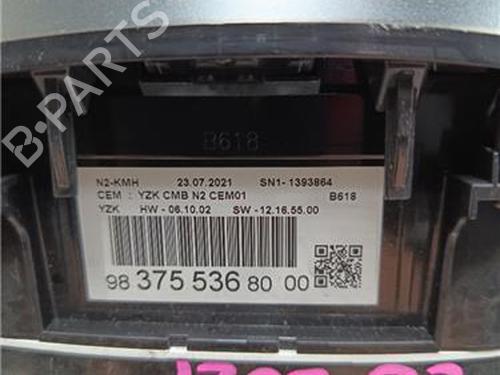 B-PARTS
B618
N2-KMH 23.07.2021 SN1- 1393864
CEM : YZK CMB N2 CEM01 B618
YZK HW - 06.10.02 SW -12.16.55.00
98 375 536 80 00